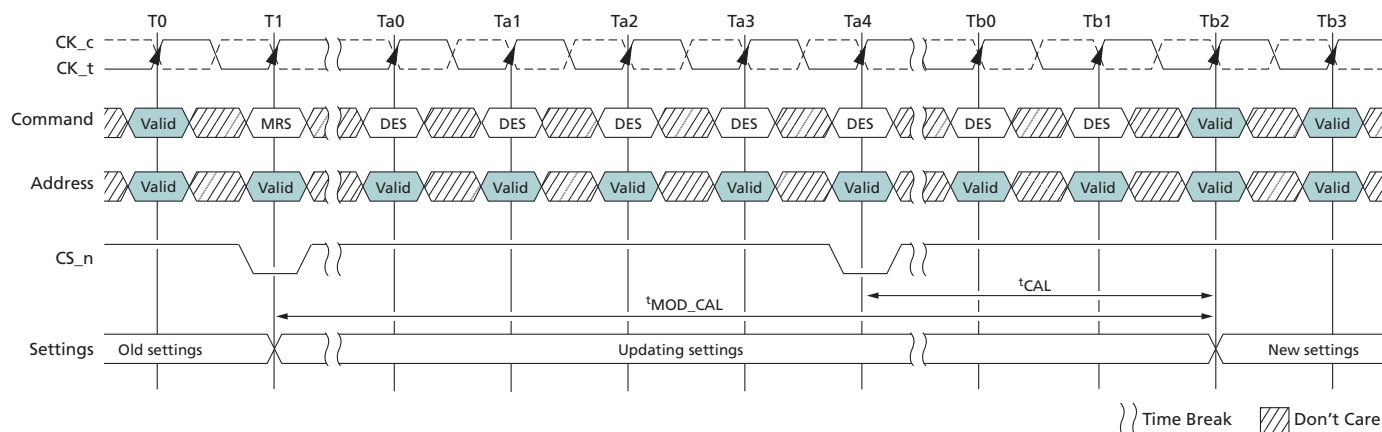 T0 T1 Ta0 Ta1 Ta2 Ta3 Ta4 Tb0 Tb1 Tb2 Tb3
CK_c
CK_t
Command Valid MRS DES DES DES DES DES DES DES Valid Valid
Address Valid Valid Valid Valid Valid Valid Valid Valid Valid Valid Valid
CS_n
tCAL
tMOD_CAL
Settings Old settings Updating settings New settings
Time Break Don't Care